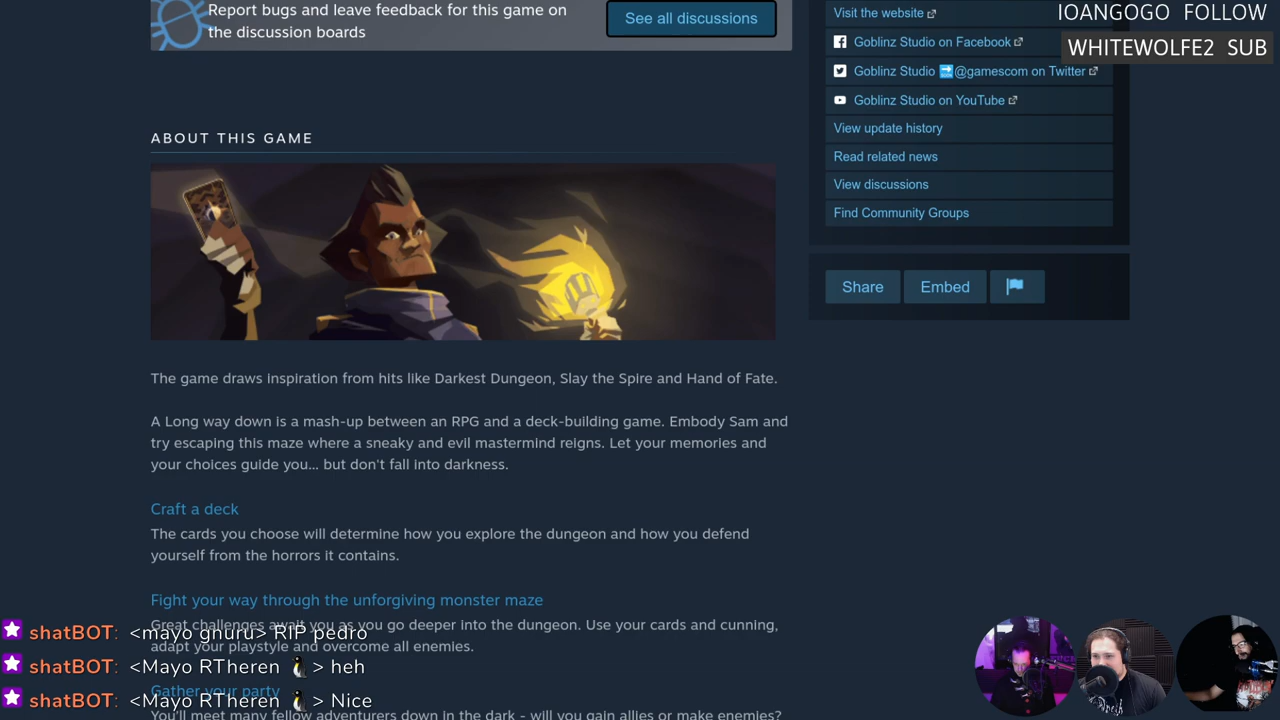 Report bugs and leave feedback for this game on
the discussion boards
See all discussions
ABOUT THIS GAME
The game draws inspiration from hits like Darkest Dungeon, Slay the Spire and Hand of Fate.
A Long way down is a mash-up between an RPG and a deck-building game. Embody Sam and
try escaping this maze where a sneaky and evil mastermind reigns. Let your memories and
your choices guide you... but don't fall into darkness.
Craft a deck
The cards you choose will determine how you explore the dungeon and how you defend
yourself from the horrors it contains.
Fight your way through the unforgiving monster maze
Great challenges await you as you go deeper into the dungeon. Use your cards and cunning,
adapt your playstyle and overcome all enemies.
Gather your party
You'll meet many fellow adventurers down in the dark - will you gain allies or make enemies?
shatBOT: <mayo gnuru> RIP pedro
shatBOT: <Mayo RTheren 🐧> heh
shatBOT: <Mayo RTheren 🐧> Nice
Visit the website
Goblinz Studio on Facebook
Goblinz Studio ➡️@gamescom on Twitter
Goblinz Studio on YouTube
View update history
Read related news
View discussions
Find Community Groups
Share
Embed
IOANGOGO FOLLOW
WHITEWOLFE2 SUB